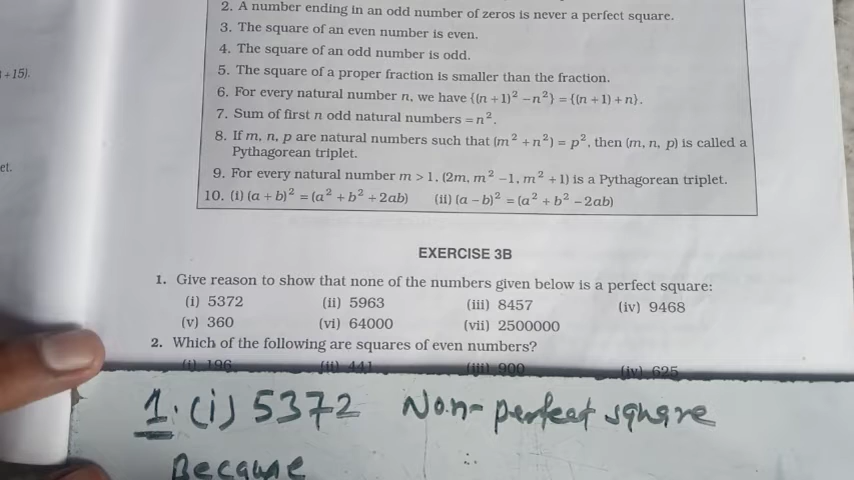 2. A number ending in an odd number of zeros is never a perfect square.
3. The square of an even number is even.
4. The square of an odd number is odd.
+15).
5. The square of a proper fraction is smaller than the fraction.
6. For every natural number n, we have {(n + 1)² − n²} = {(n + 1) + n}.
7. Sum of first n odd natural numbers = n².
8. If m, n, p are natural numbers such that (m² + n²) = p², then (m, n, p) is called a
Pythagorean triplet.
et.
9. For every natural number m > 1, (2m, m² − 1, m² + 1) is a Pythagorean triplet.
10. (i) (a + b)² = (a² + b² + 2ab) (ii) (a − b)² = (a² + b² − 2ab)
EXERCISE 3B
1. Give reason to show that none of the numbers given below is a perfect square:
(i) 5372 (ii) 5963 (iii) 8457 (iv) 9468
(v) 360 (vi) 64000 (vii) 2500000
2. Which of the following are squares of even numbers?
(i) 196 (ii) 441 (iii) 900 (iv) 625
1. (i) 5372 Non-perfect square
Because